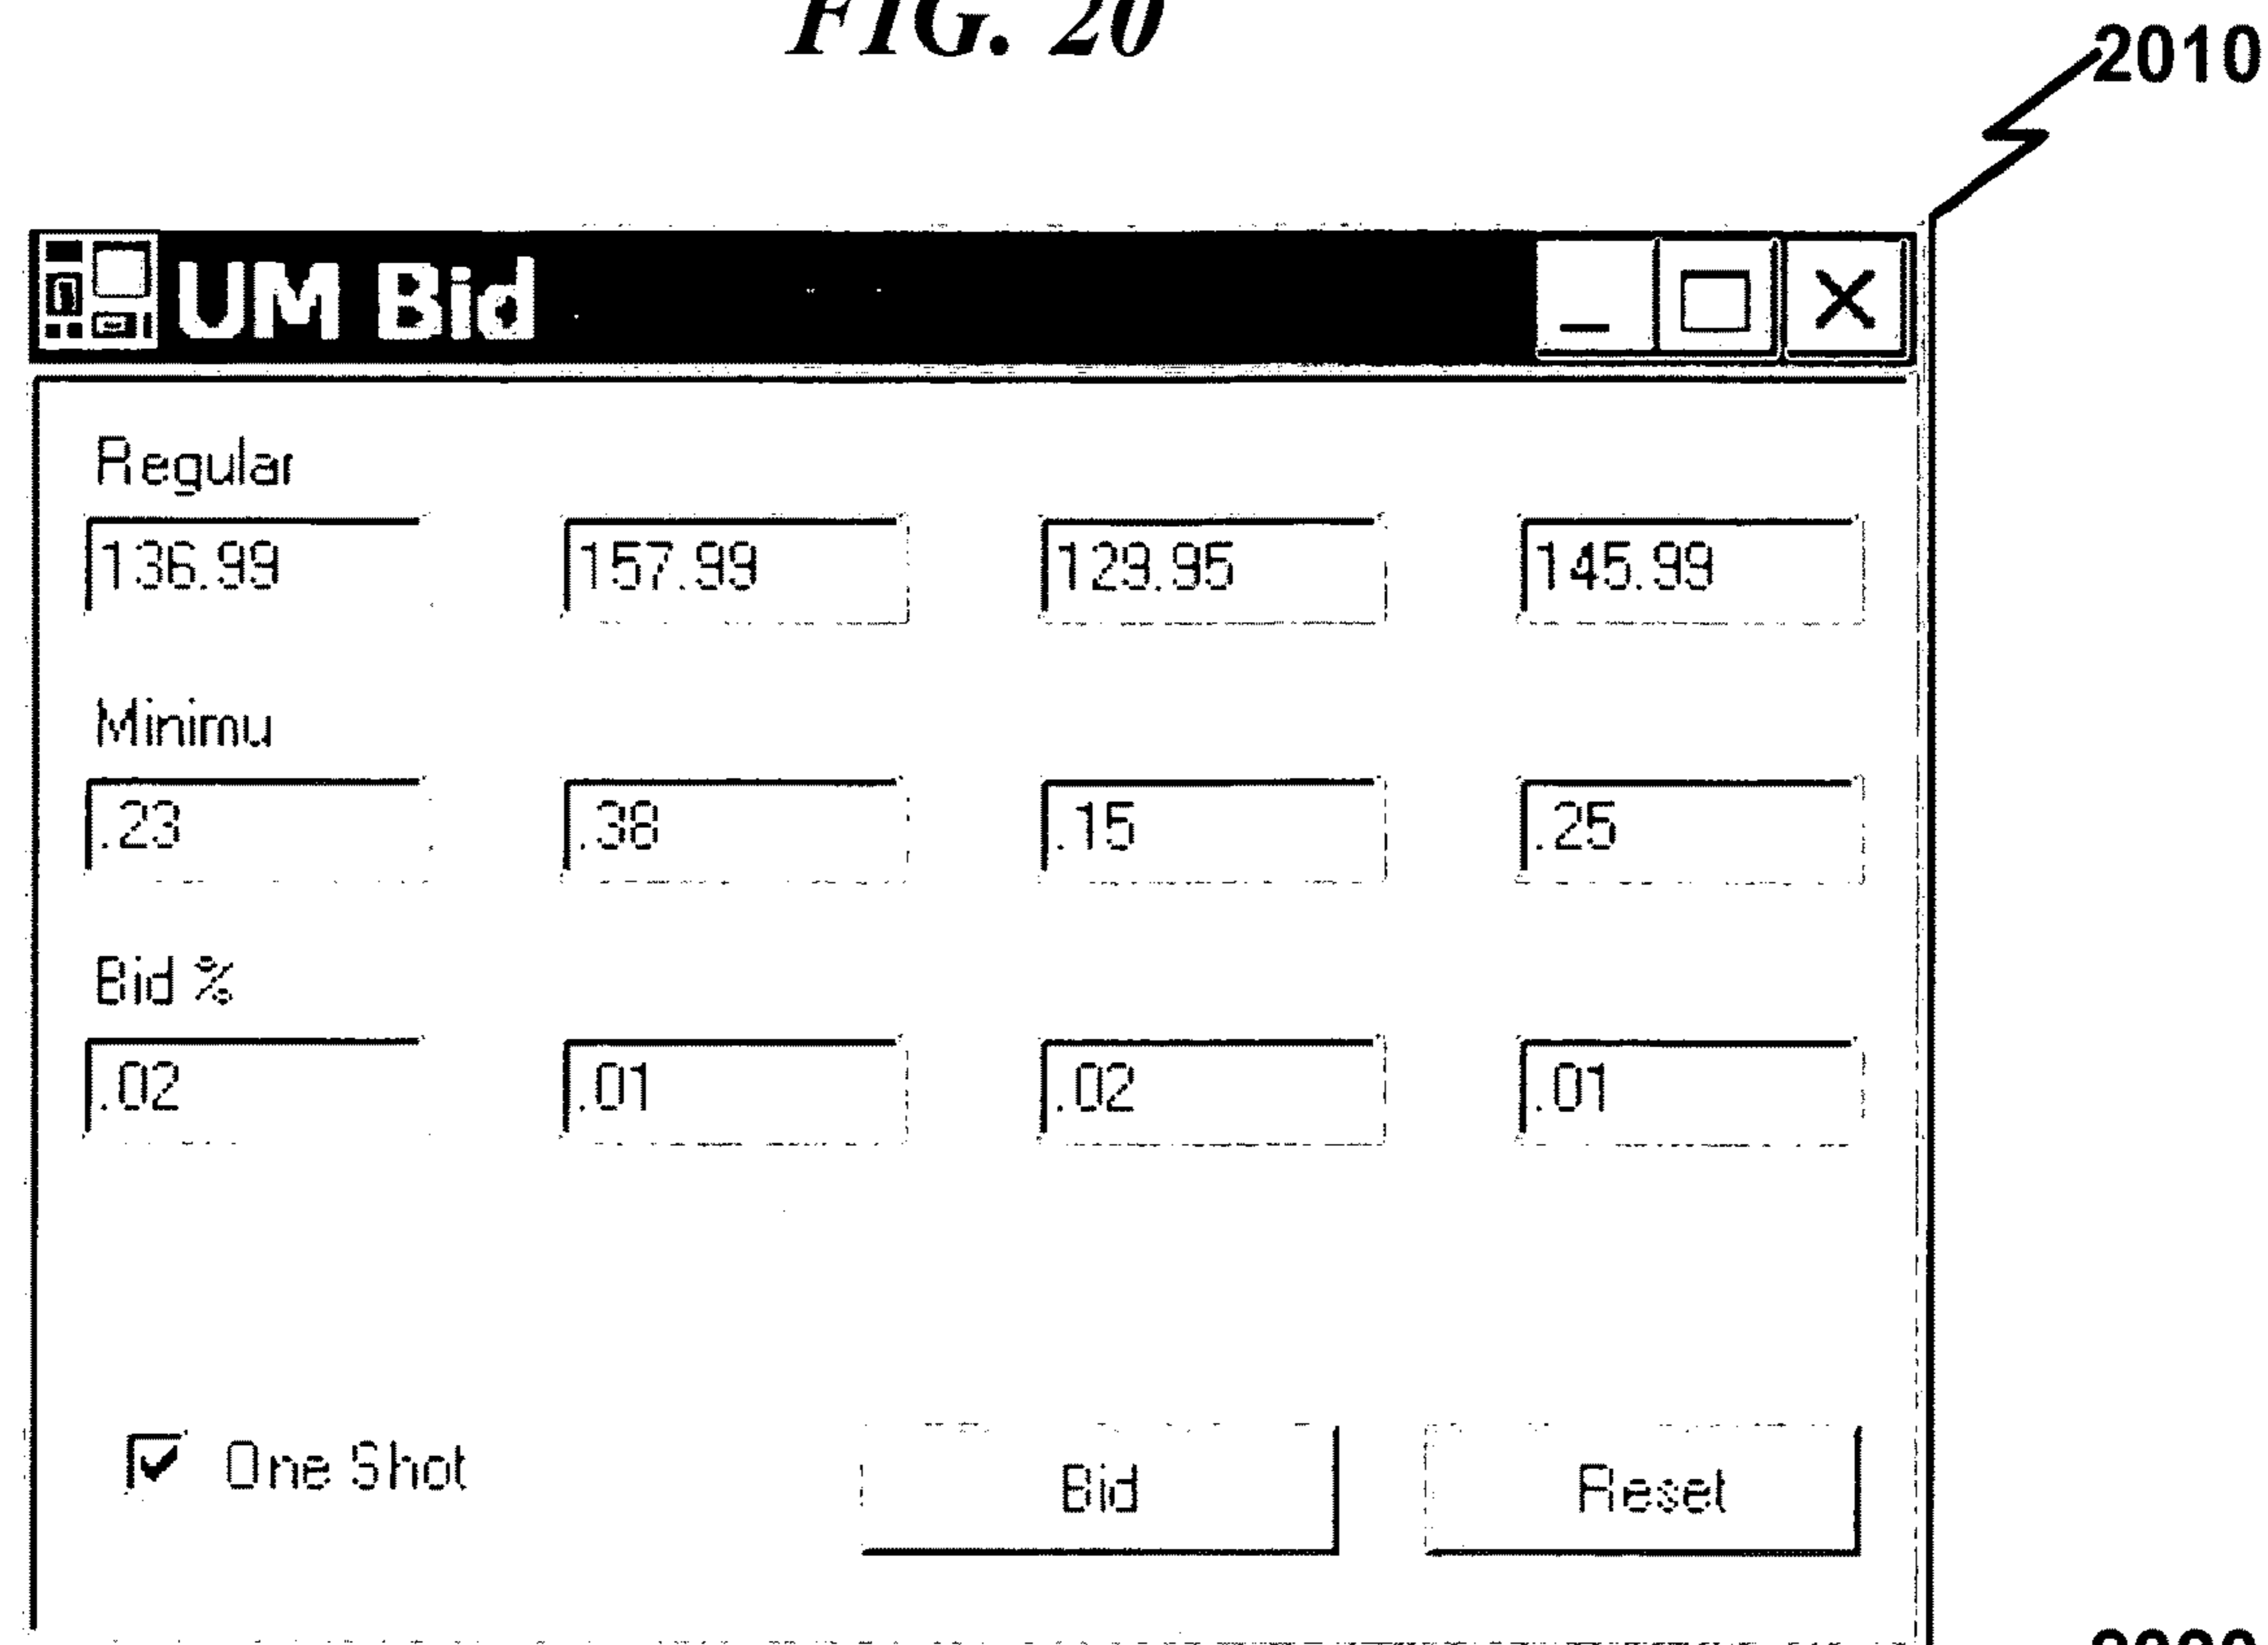 FIG. 20
2010
UM Bid
Regular
136.99 157.99 129.95 145.99
Minimu
.23 .38 .15 .25
Bid %
.02 .01 .02 .01
One Shot Bid Reset